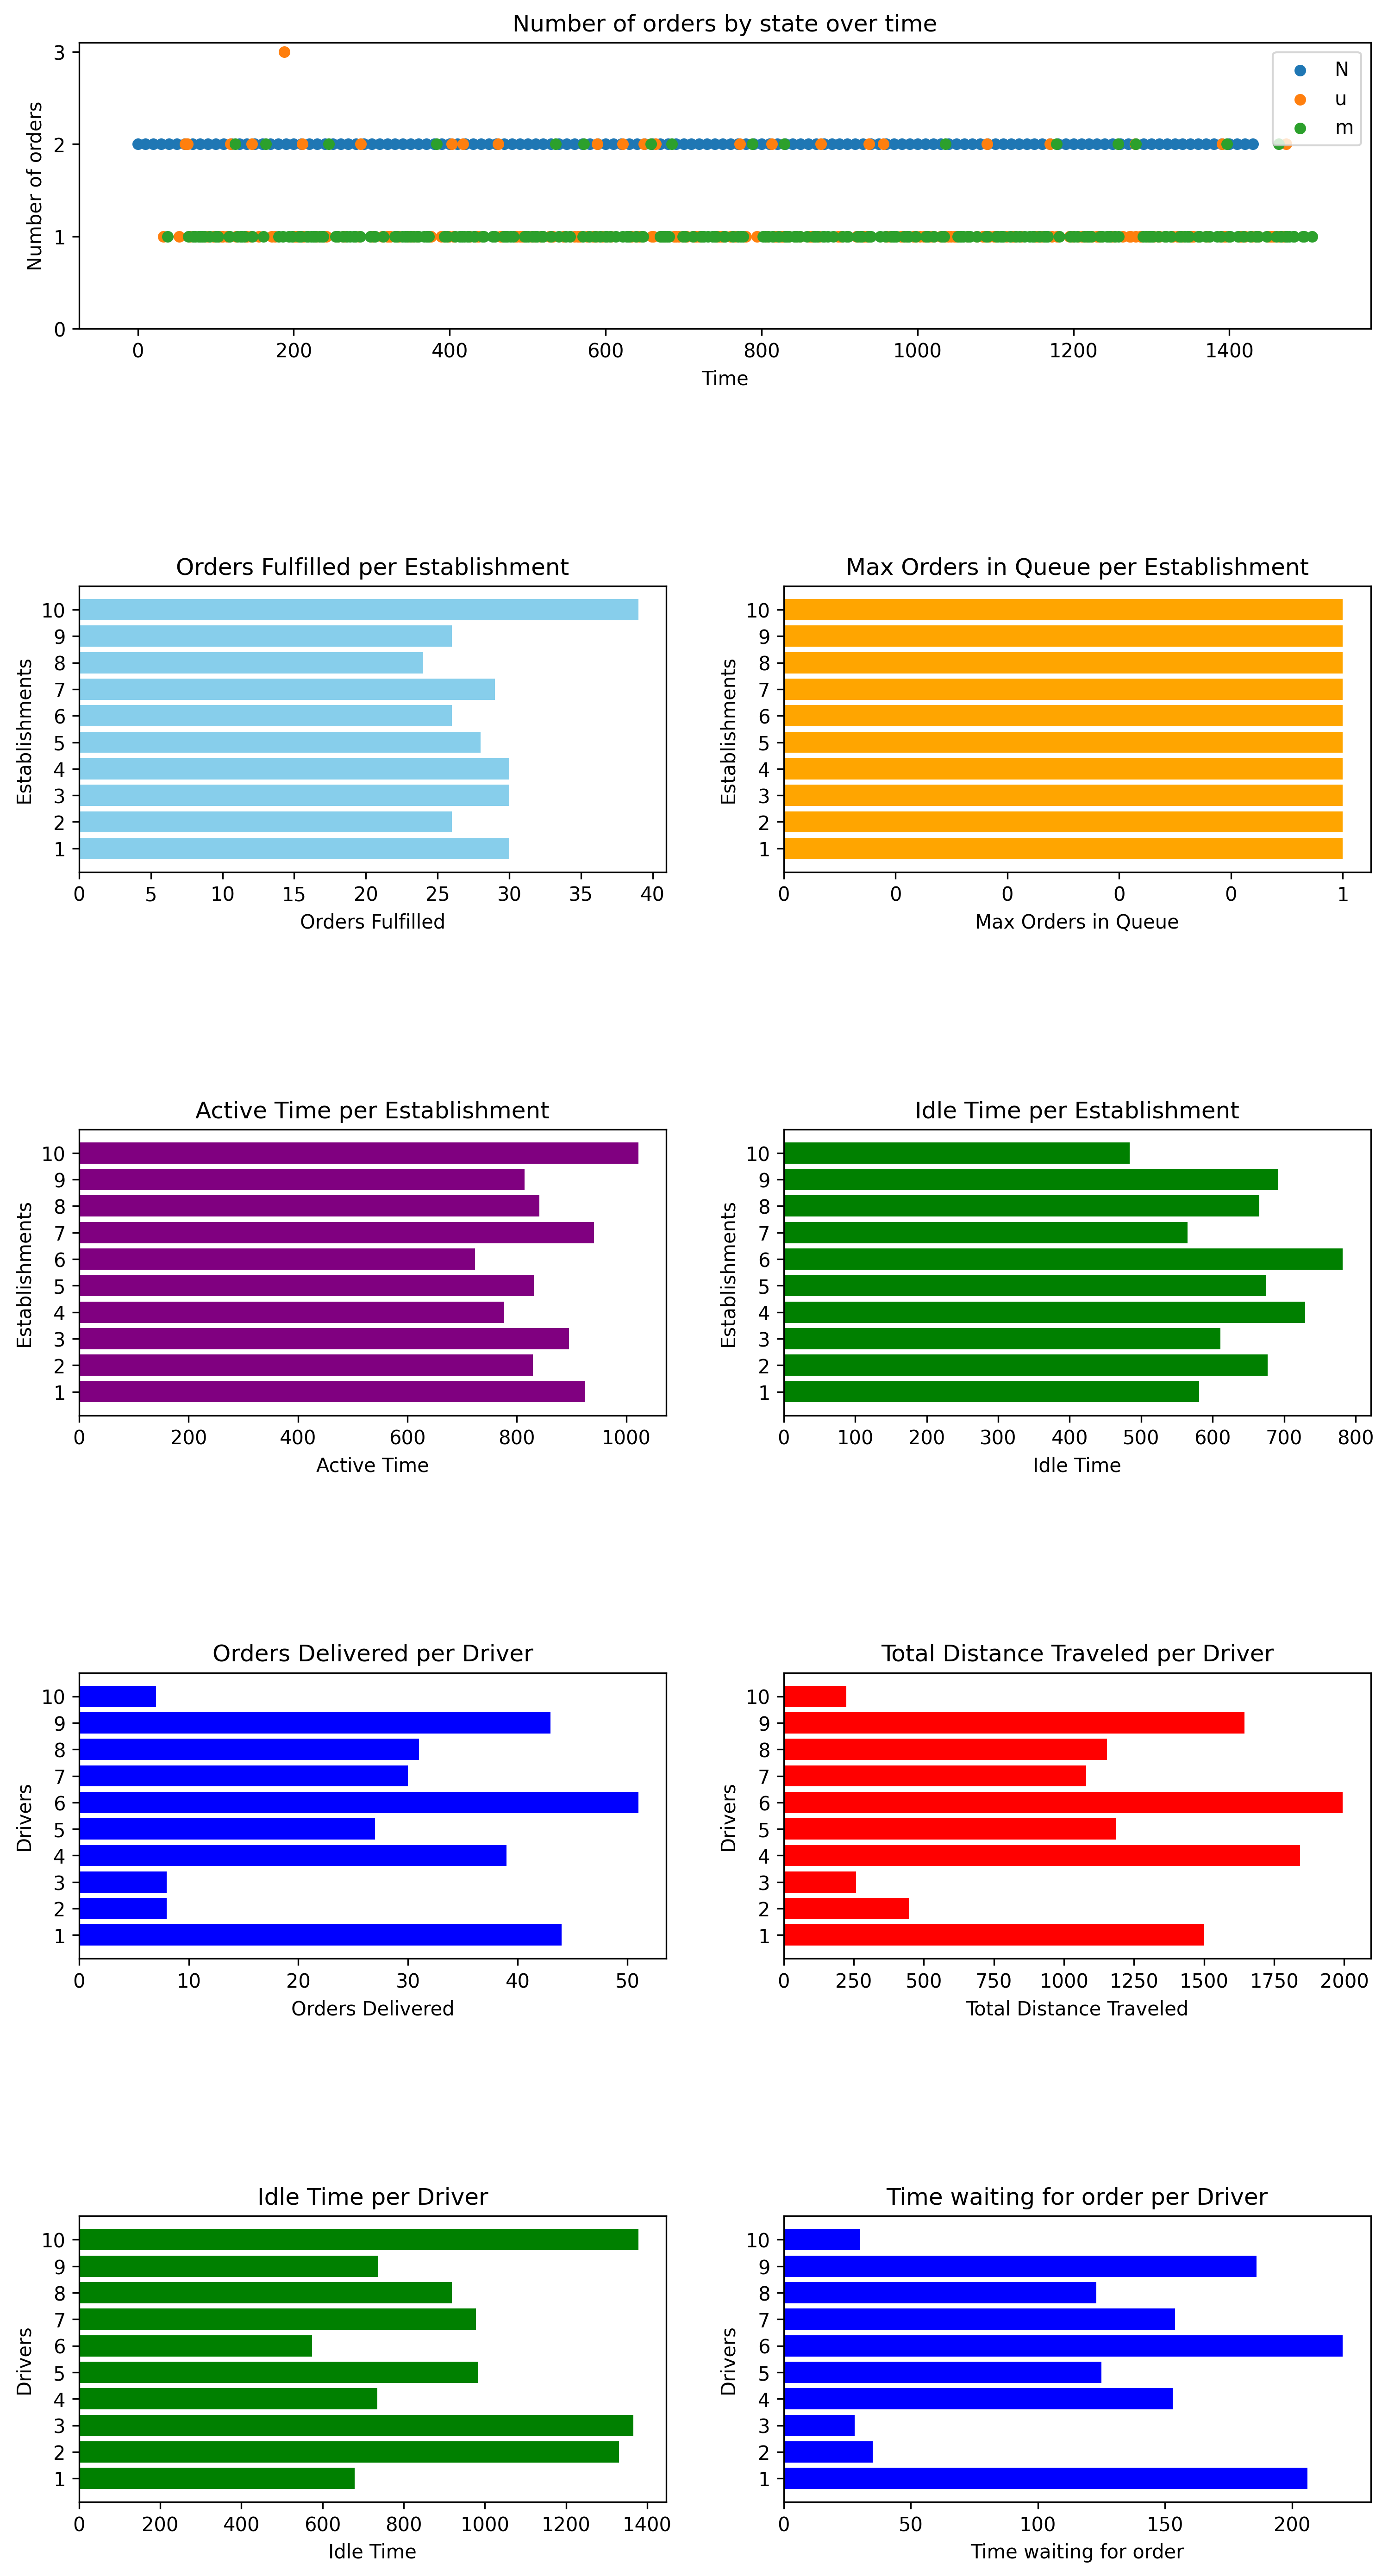 Number of orders by state over time
Number of orders
3
2
1
0
N
u
m
0 200 400 600 800 1000 1200 1400
Time
Orders Fulfilled per Establishment
Establishments
10
9
8
7
6
5
4
3
2
1
0 5 10 15 20 25 30 35 40
Orders Fulfilled
Max Orders in Queue per Establishment
Establishments
10
9
8
7
6
5
4
3
2
1
0 0 0 0 0 1
Max Orders in Queue
Active Time per Establishment
Establishments
10
9
8
7
6
5
4
3
2
1
0 200 400 600 800 1000
Active Time
Idle Time per Establishment
Establishments
10
9
8
7
6
5
4
3
2
1
0 100 200 300 400 500 600 700 800
Idle Time
Orders Delivered per Driver
Drivers
10
9
8
7
6
5
4
3
2
1
0 10 20 30 40 50
Orders Delivered
Total Distance Traveled per Driver
Drivers
10
9
8
7
6
5
4
3
2
1
0 250 500 750 1000 1250 1500 1750 2000
Total Distance Traveled
Idle Time per Driver
Drivers
10
9
8
7
6
5
4
3
2
1
0 200 400 600 800 1000 1200 1400
Idle Time
Time waiting for order per Driver
Drivers
10
9
8
7
6
5
4
3
2
1
0 50 100 150 200
Time waiting for order